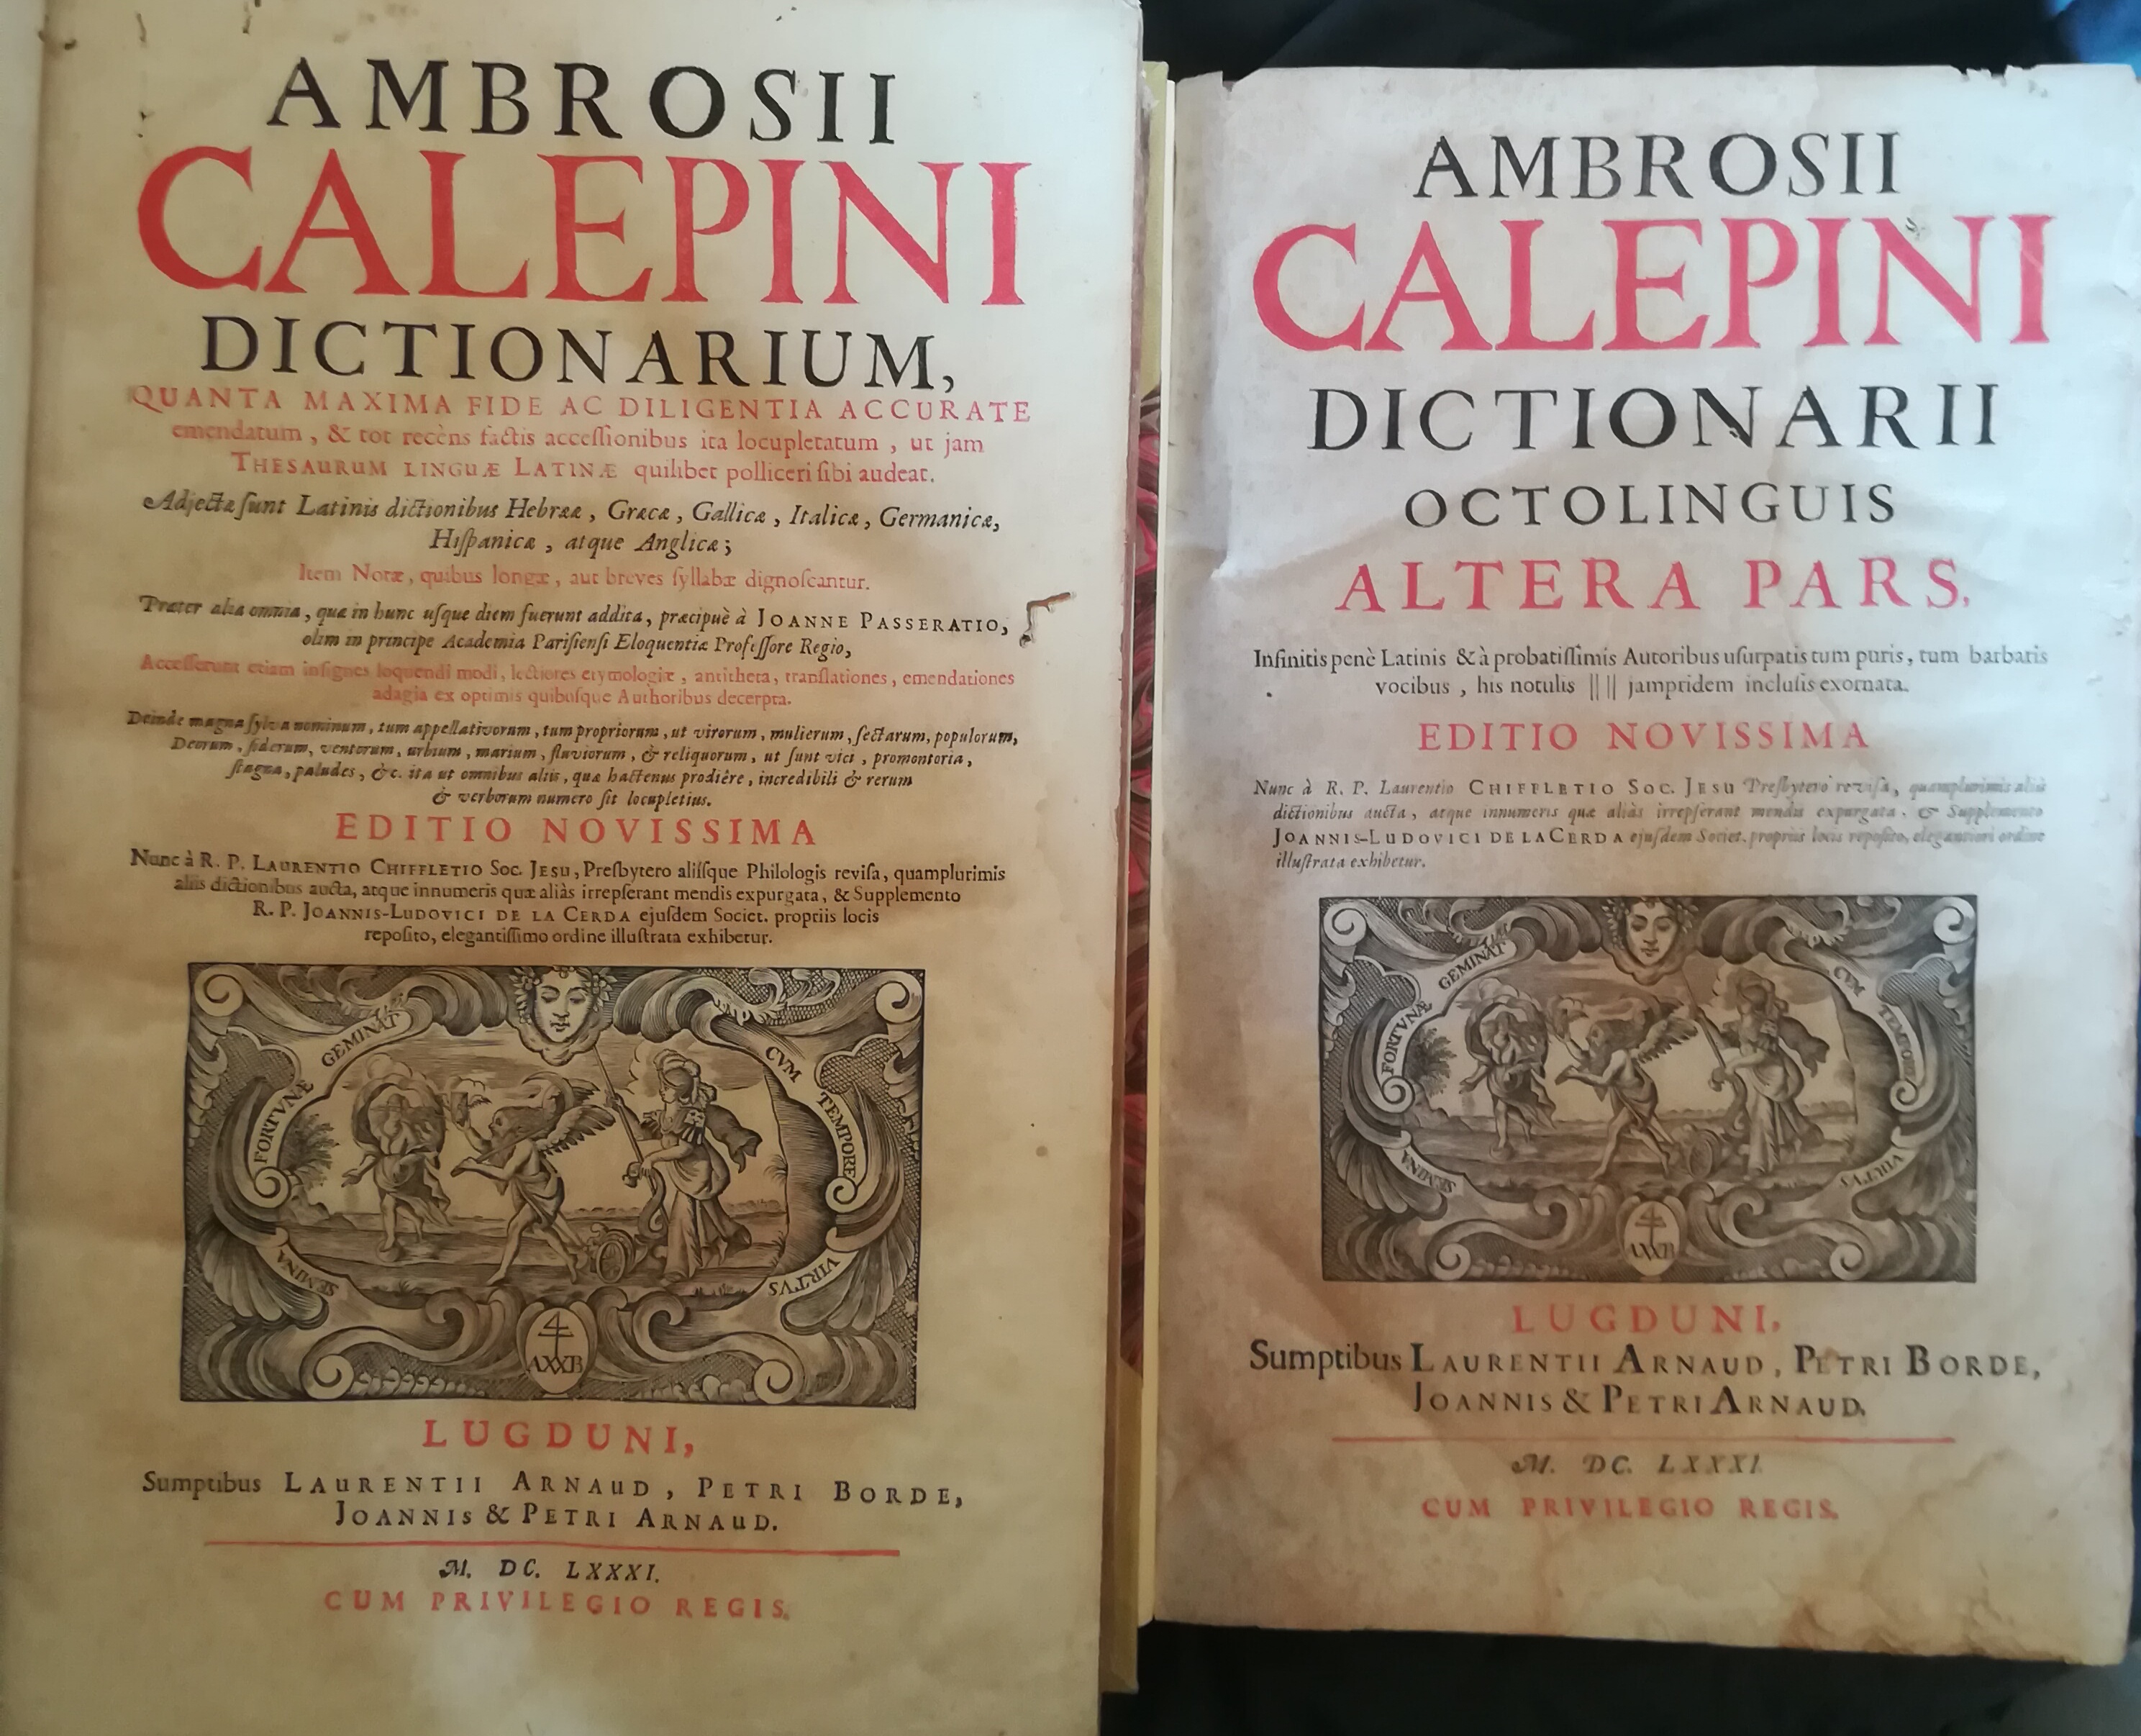 AMBROSII
CALEPINI
DICTIONARIUM,
QUANTA MAXIMA FIDE AC DILIGENTIA ACCURATE
emendatum, & tot recèns factis accessionibus ita locupletatum, ut jam
THESAURUM LINGUÆ LATINÆ quilibet polliceri sibi audeat.
Adjectæ sunt Latinis dictionibus Hebrææ, Græcæ, Gallicæ, Italicæ, Germanicæ,
Hispanicæ, atque Anglicæ;
Item Notæ, quibus longæ, aut breves syllabæ dignoscantur.
Præter alia omnia, quæ in hunc usque diem fuerunt addita, præcipuè à JOANNE PASSERATIO,
olim in principe Academia Parisiensi Eloquentiæ Professore Regio,
Accesserunt etiam insignes loquendi modi, lectiores etymologiæ, antitheta, translationes, emendationes
adagia ex optimis quibusque Authoribus decerpta.
Deinde magna sylva nominum, tum appellativorum, tum propriorum, ut virorum, mulierum, sectarum, populorum,
Deorum, siderum, ventorum, urbium, marium, fluviorum, & reliquorum, ut sunt vici, promontoria,
stagna, paludes, &c. ita ut omnibus aliis, quæ hactenus prodiêre, incredibili & rerum
& verborum numero sit locupletius.
EDITIO NOVISSIMA
Nunc à R. P. LAURENTIO CHIFFLETIO Soc. JESU, Presbytero aliisque Philologis revisa, quamplurimis
aliis dictionibus aucta, atque innumeris quæ aliàs irrepserant mendis expurgata, & Supplemento
R. P. JOANNIS-LUDOVICI DE LA CERDA ejusdem Societ. propriis locis
reposito, elegantissimo ordine illustrata exhibetur.
FORTVNÆ GEMINAT CVM TEMPORE
SEMINA VIRTVS
AXXB
LUGDUNI,
Sumptibus LAURENTII ARNAUD, PETRI BORDE,
JOANNIS & PETRI ARNAUD.
M. DC. LXXXI.
CUM PRIVILEGIO REGIS.
AMBROSII
CALEPINI
DICTIONARII
OCTOLINGUIS
ALTERA PARS.
Infinitis penè Latinis & à probatissimis Autoribus usurpatis tum puris, tum barbaris
vocibus, his notulis || || jampridem inclusis exornata.
EDITIO NOVISSIMA
Nunc à R. P. Laurentio CHIFFLETIO SOC. JESU Presbytero revisa, quamplurimis aliis
dictionibus aucta, atque innumeris quæ aliàs irrepserant mendis expurgata, & Supplemento
JOANNIS-LUDOVICI DE LA CERDA ejusdem Societ. propriis locis reposito, elegantiori ordine
illustrata exhibetur.
FORTVNÆ GEMINAT CVM TEMPORE
SEMINA VIRTVS
AXXB
LUGDUNI,
Sumptibus LAURENTII ARNAUD, PETRI BORDE,
JOANNIS & PETRI ARNAUD.
M. DC. LXXXI.
CUM PRIVILEGIO REGIS.